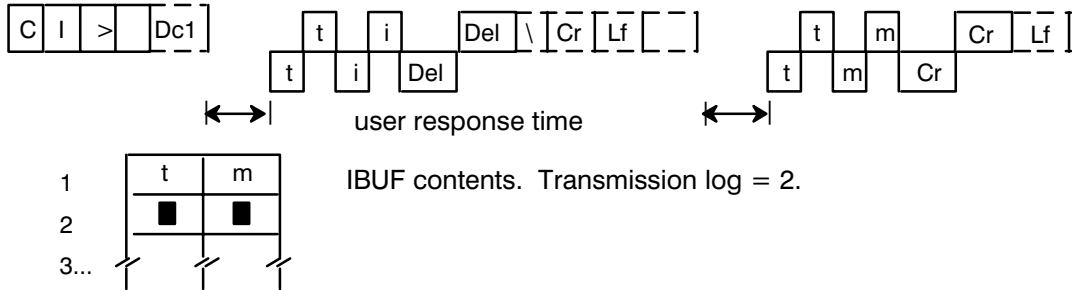 C I > Dc1 t i Del \ Cr Lf t m Cr Lf
t i Del t m Cr
user response time
t m
IBUF contents. Transmission log = 2.
1
2
3...